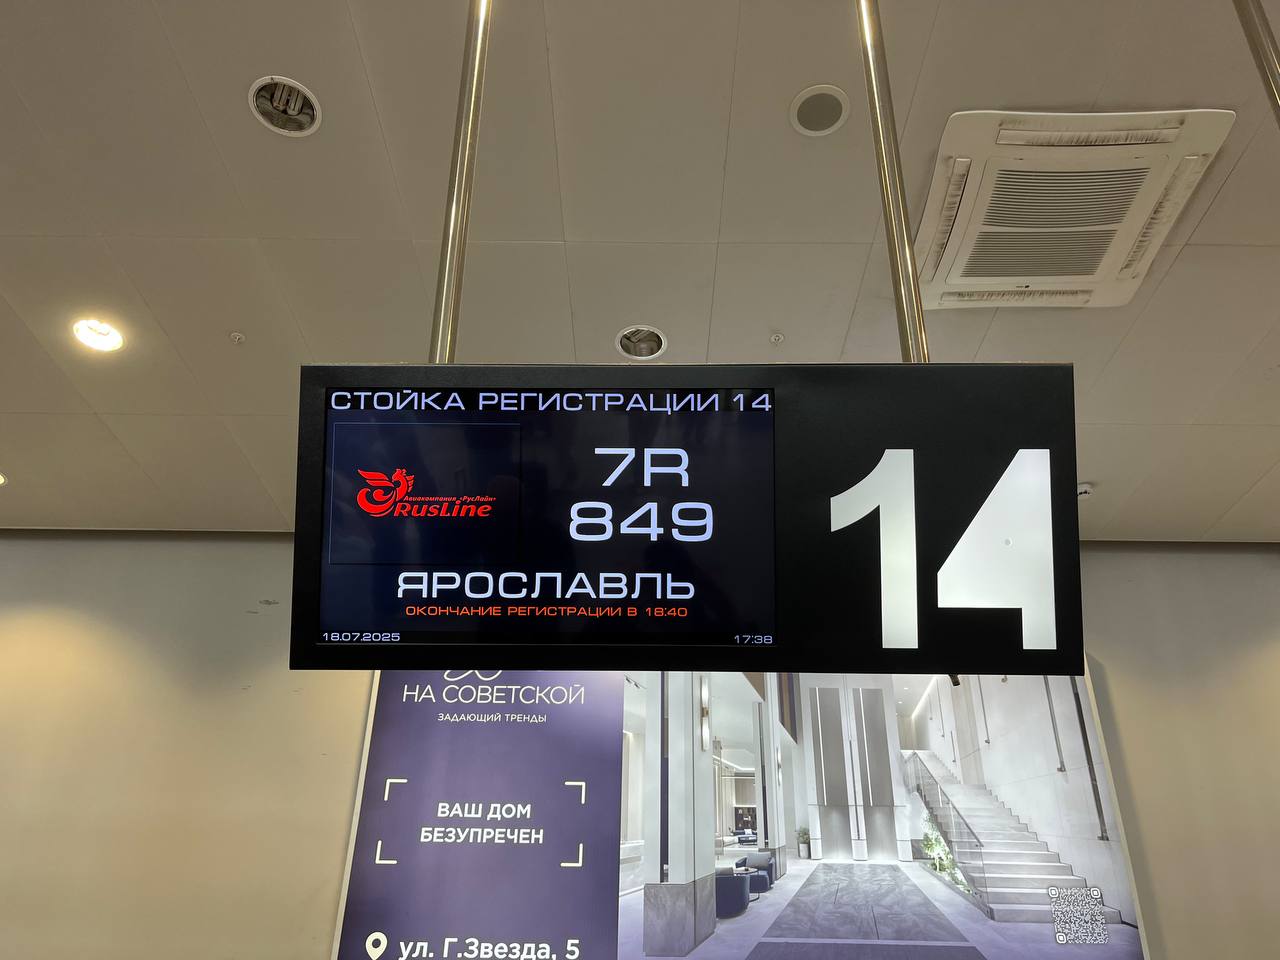 СТОЙКА РЕГИСТРАЦИИ 14
7R
849
Авиакомпания «РусЛайн»
RusLine
ЯРОСЛАВЛЬ
ОКОНЧАНИЕ РЕГИСТРАЦИИ В 18:40
18.07.2025
17:38
14
НА СОВЕТСКОЙ
ЗАДАЮЩИЙ ТРЕНДЫ
ВАШ ДОМ
БЕЗУПРЕЧЕН
ул. Г.Звезда, 5